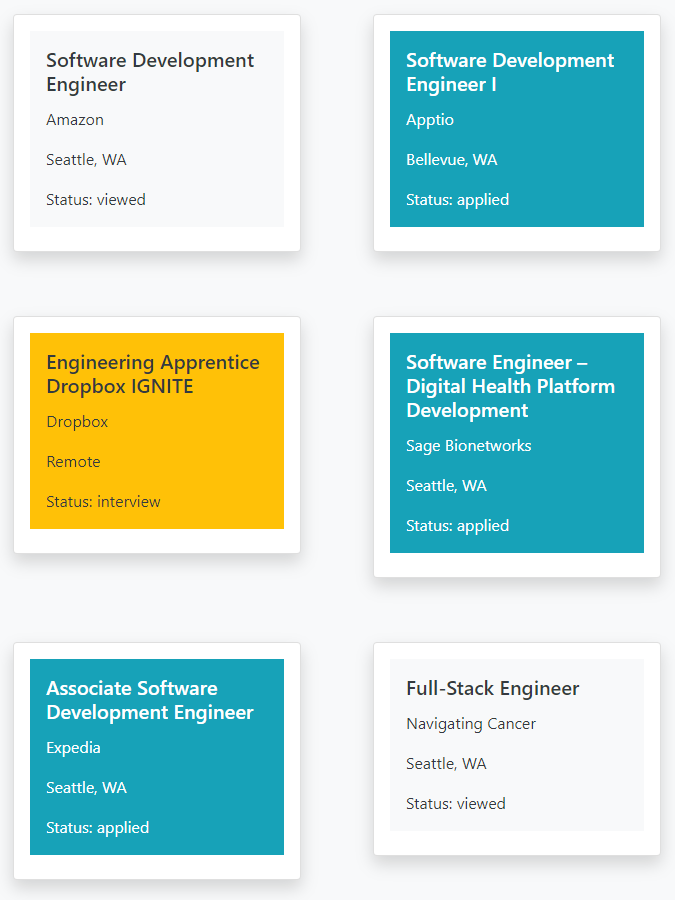 Software Development
Engineer
Amazon
Seattle, WA
Status: viewed
Software Development
Engineer I
Apptio
Bellevue, WA
Status: applied
Engineering Apprentice
Dropbox IGNITE
Dropbox
Remote
Status: interview
Software Engineer –
Digital Health Platform
Development
Sage Bionetworks
Seattle, WA
Status: applied
Associate Software
Development Engineer
Expedia
Seattle, WA
Status: applied
Full-Stack Engineer
Navigating Cancer
Seattle, WA
Status: viewed